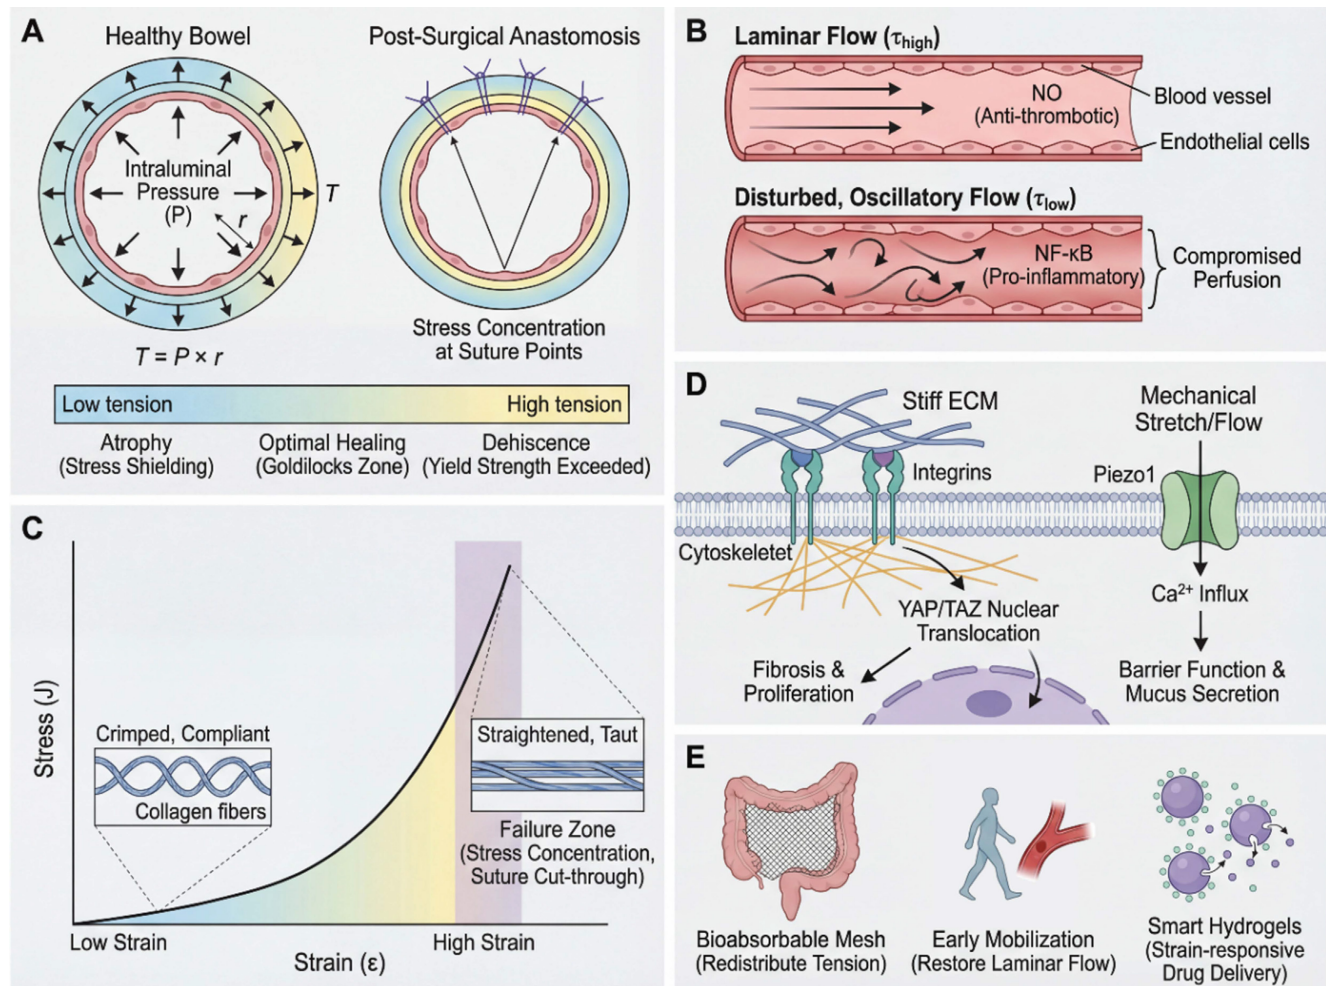 A
Healthy Bowel
Post-Surgical Anastomosis
Intraluminal
Pressure
(P)
r
T
T = P × r
Stress Concentration
at Suture Points
Low tension
High tension
Atrophy
(Stress Shielding)
Optimal Healing
(Goldilocks Zone)
Dehiscence
(Yield Strength Exceeded)
B
Laminar Flow (τhigh)
NO
(Anti-thrombotic)
Blood vessel
Endothelial cells
Disturbed, Oscillatory Flow (τlow)
NF-κB
(Pro-inflammatory)
Compromised
Perfusion
C
Stress (J)
Crimped, Compliant
Collagen fibers
Straightened, Taut
Failure Zone
(Stress Concentration,
Suture Cut-through)
Low Strain
High Strain
Strain (ε)
D
Stiff ECM
Integrins
Cytoskeletet
YAP/TAZ Nuclear
Translocation
Fibrosis &
Proliferation
Mechanical
Stretch/Flow
Piezo1
Ca²⁺ Influx
Barrier Function &
Mucus Secretion
E
Bioabsorbable Mesh
(Redistribute Tension)
Early Mobilization
(Restore Laminar Flow)
Smart Hydrogels
(Strain-responsive
Drug Delivery)